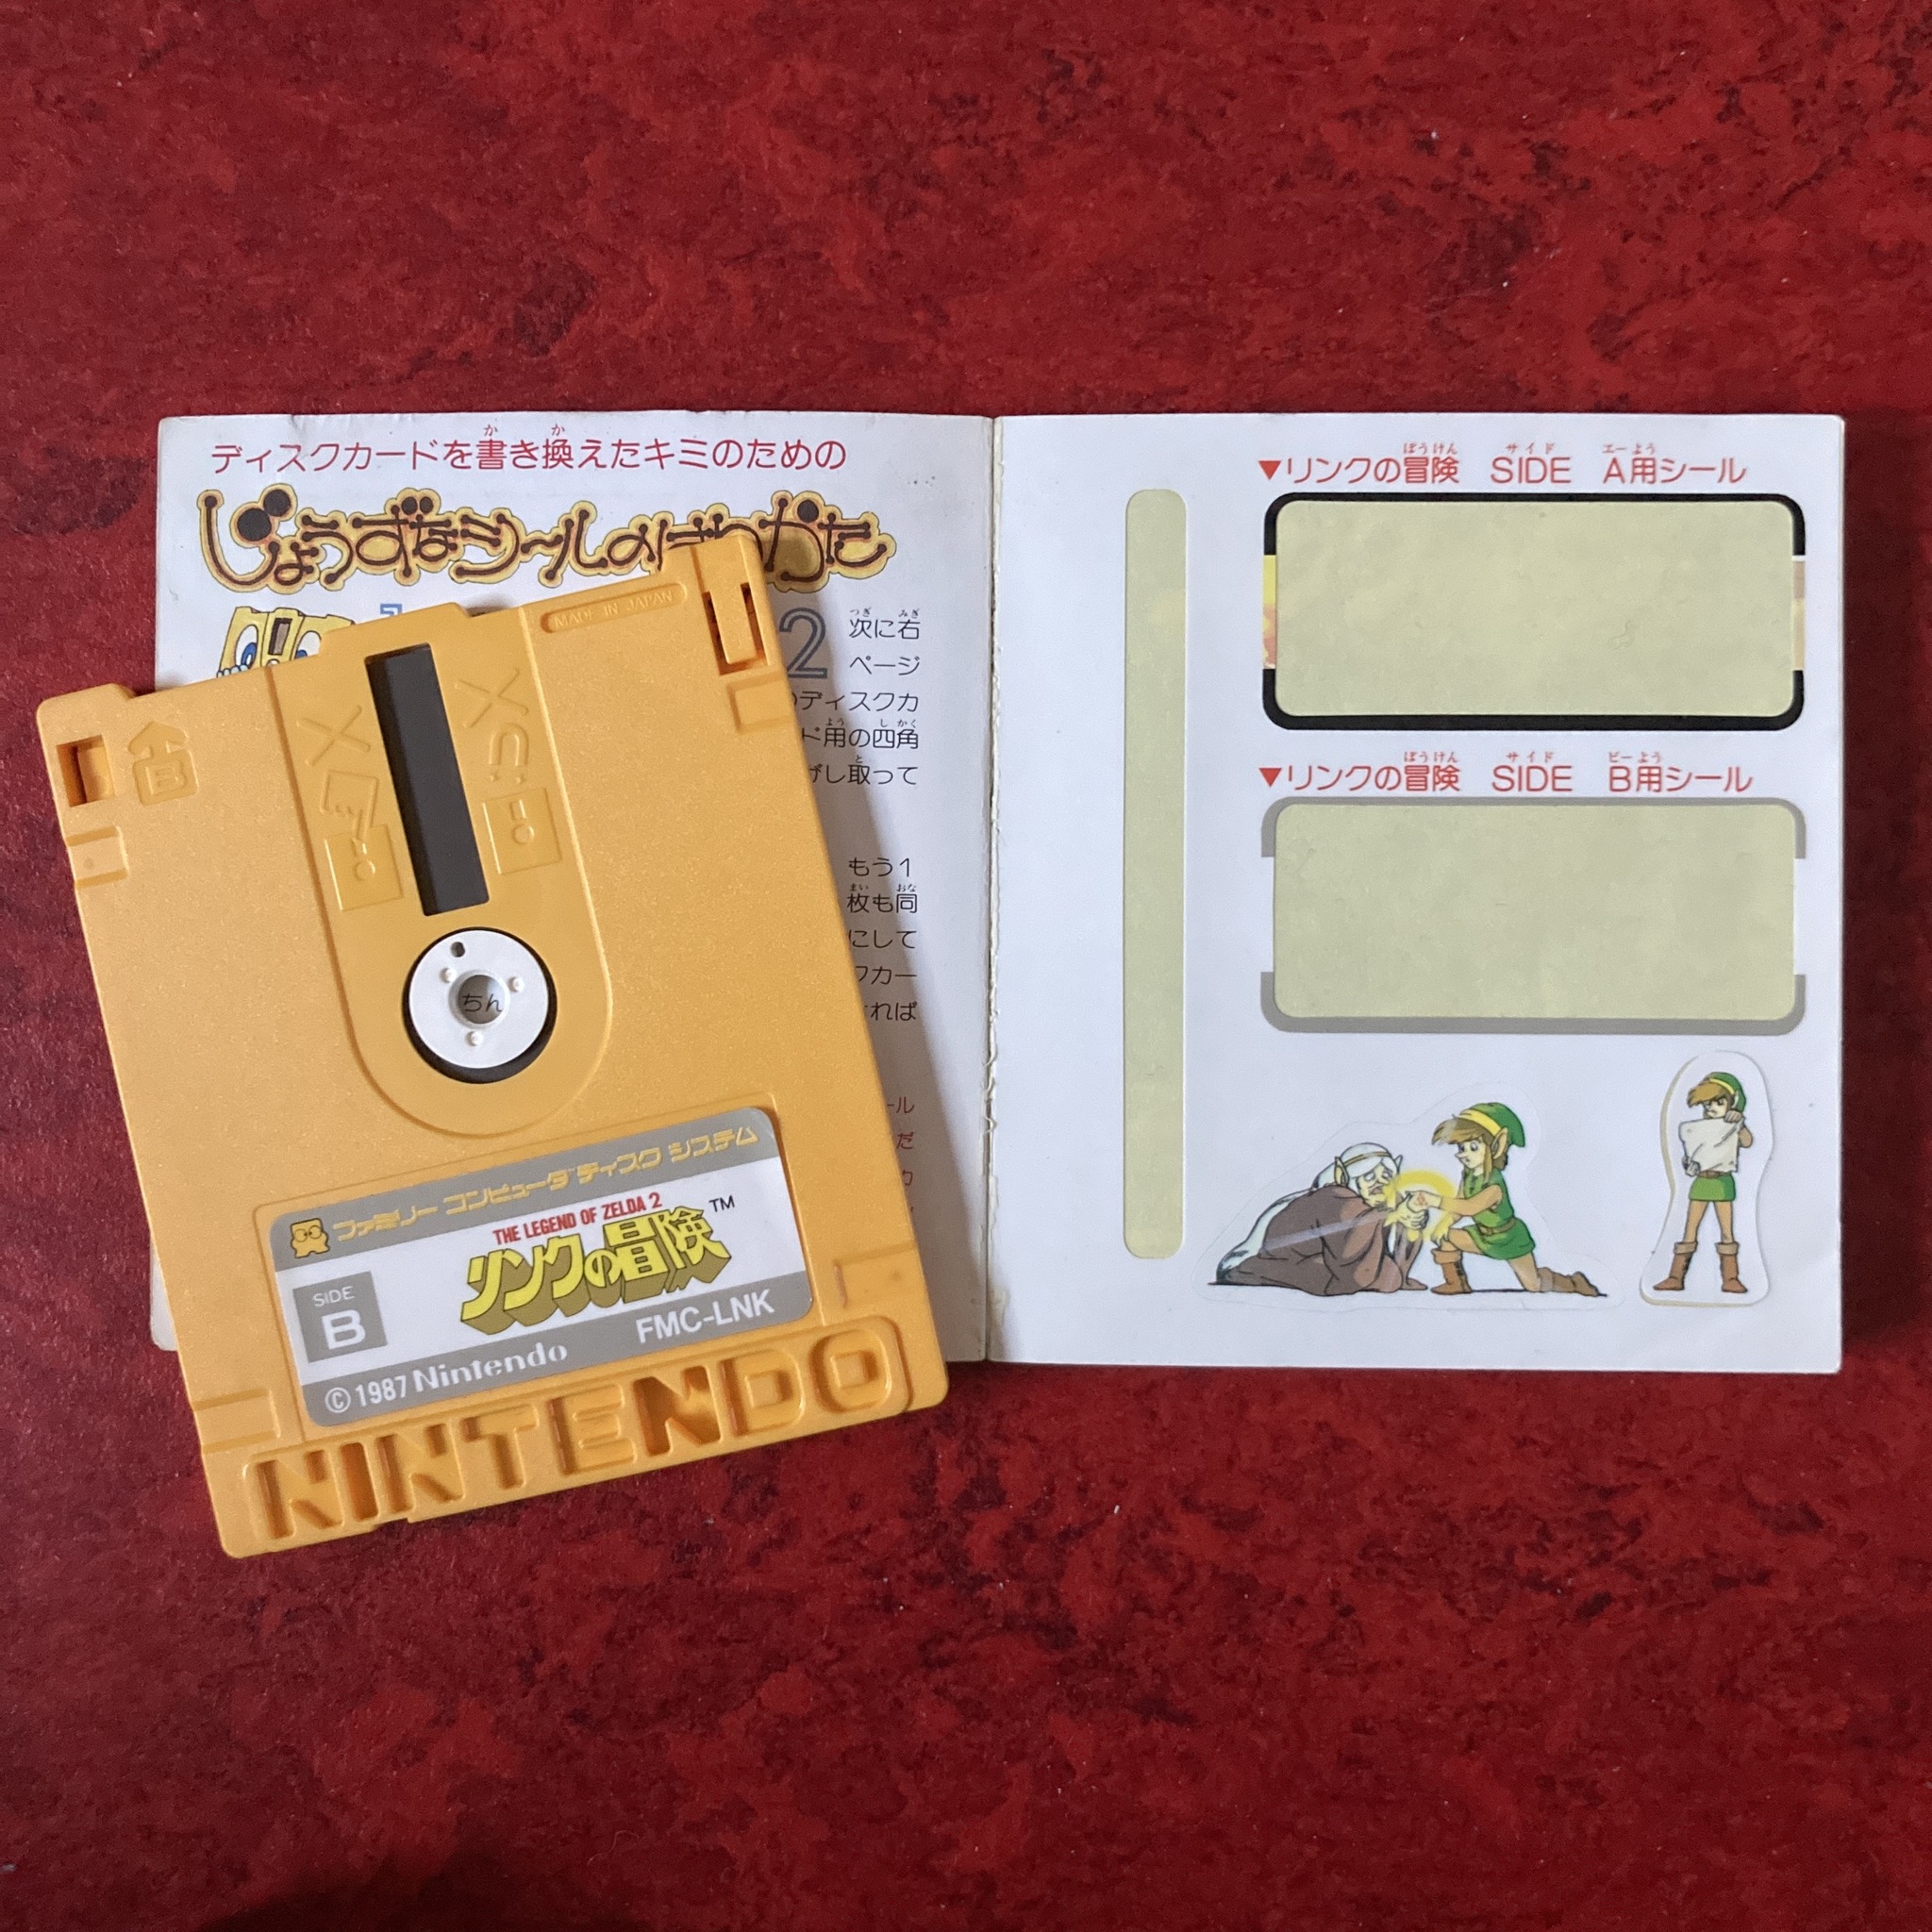 ディスクカードを書き換えたキミのための
じょうずなシールのはりかた
2
次に右
ページ
のディスクカ
ド用の四角
がし取って
もう1
枚も同
にして
カー
れば
ール
だ
カ
MADE IN JAPAN
B
ちん
ファミリー コンピュータ ディスク システム
THE LEGEND OF ZELDA 2
リンクの冒険 TM
SIDE
B
FMC-LNK
©1987 Nintendo
NINTENDO
▼リンクの冒険 SIDE A用シール
▼リンクの冒険 SIDE B用シール